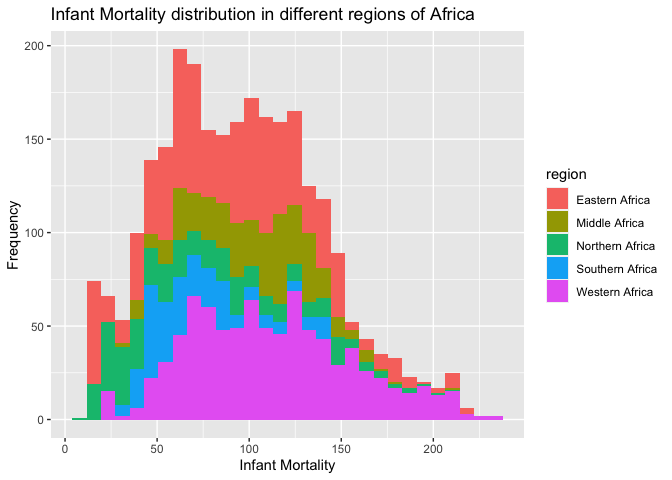 Infant Mortality distribution in different regions of Africa
200
150
100
50
0
Frequency
0 50 100 150 200
Infant Mortality
region
Eastern Africa
Middle Africa
Northern Africa
Southern Africa
Western Africa